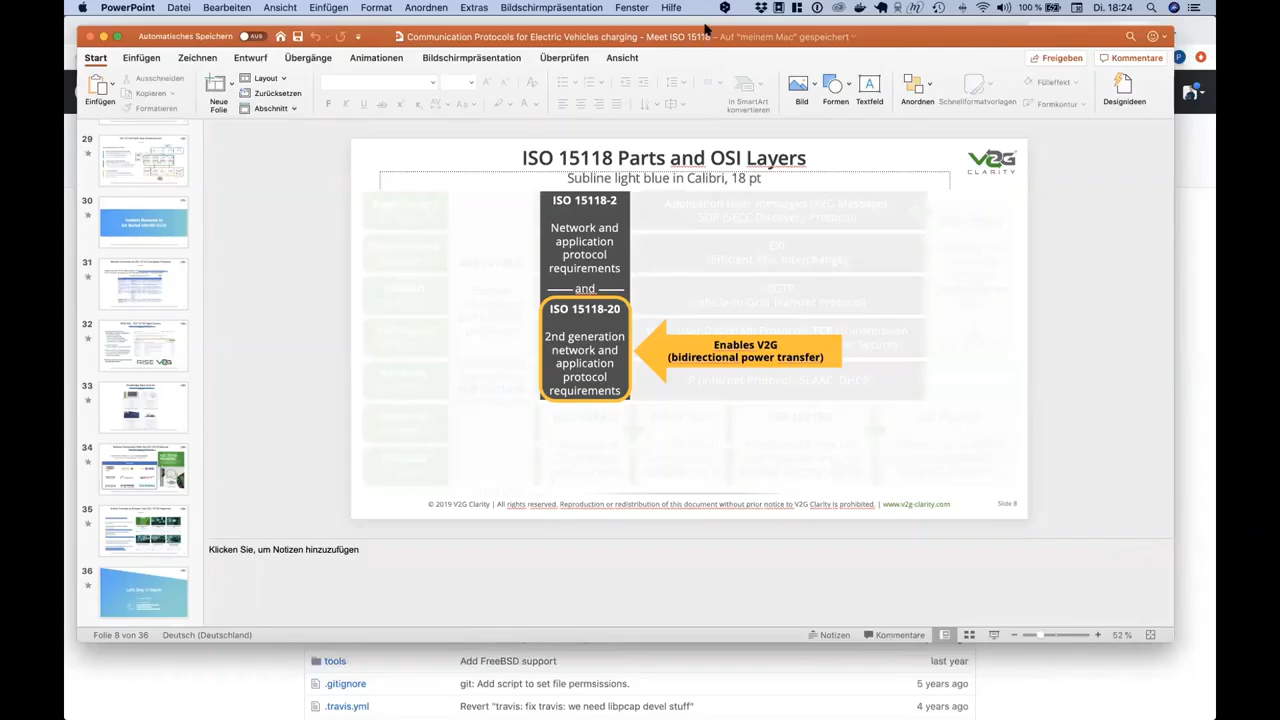 PowerPoint Datei Bearbeiten Ansicht Einfügen Format Anordnen Extras Bildschirmpräsentation Fenster Hilfe 100 % Di. 18:24
Automatisches Speichern AUS
Communication Protocols for Electric Vehicles charging - Meet ISO 15118 – Auf "meinem Mac" gespeichert
Start Einfügen Zeichnen Entwurf Übergänge Animationen Bildschirmpräsentation Überprüfen Ansicht Freigeben Kommentare
Einfügen
Ausschneiden
Kopieren
Formatieren
Neue
Folie
Layout
Zurücksetzen
Abschnitt
In SmartArt
konvertieren
Bild
Formen
Textfeld
Anordnen
Schnellformatvorlagen
Fülleffekt
Formkontur
Designideen
29
30
31
32
RISE V2G
33
34
35
36
ISO 15118 Parts and OSI Layers
Subline light blue in Calibri, 18 pt
V2G
CLARITY
ISO 15118-2
Network and
application
protocol
requirements
and
ISO 15118-20
2nd generation
network and
application
protocol
requirements
Enables V2G
(bidirectional power transfer)
© 2019 V2G Clarity | All rights reserved. Reproduction or redistribution of this document without prior notice to V2G Clarity is prohibited. | www.v2g-clarity.com
Slide 8
Klicken Sie, um Notizen hinzuzufügen
Folie 8 von 36 Deutsch (Deutschland) Notizen Kommentare 52 %
tools Add FreeBSD support last year
.gitignore git: Add script to set file permsissions. 5 years ago
.travis.yml Revert "travis: fix travis: we need libpcap devel stuff" 4 years ago